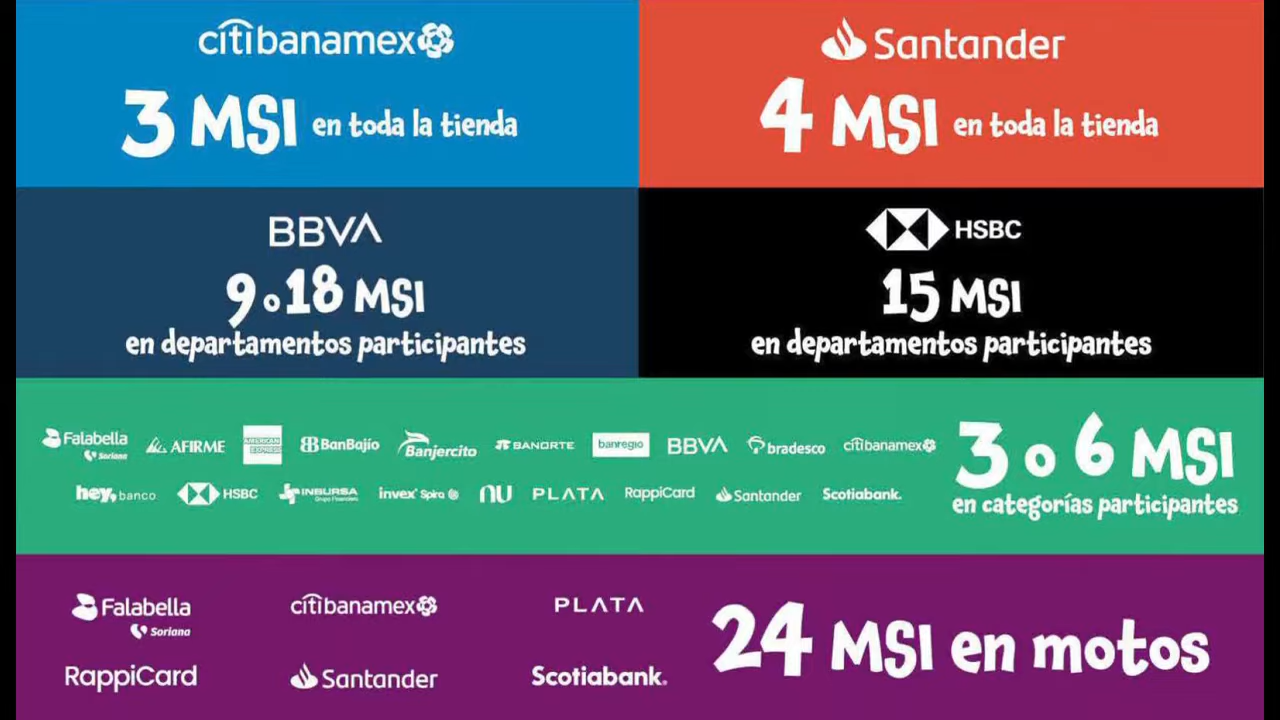 citibanamex
3 MSI en toda la tienda
Santander
4 MSI en toda la tienda
BBVA
9 o 18 MSI
en departamentos participantes
HSBC
15 MSI
en departamentos participantes
Falabella Soriana AFIRME AMERICAN EXPRESS BanBajío Banjercito BANORTE banregio BBVA bradesco citibanamex
hey, banco HSBC INBURSA Grupo Financiero invex Spira nu PLATA RappiCard Santander Scotiabank.
3 o 6 MSI
en categorías participantes
Falabella Soriana citibanamex PLATA
RappiCard Santander Scotiabank.
24 MSI en motos